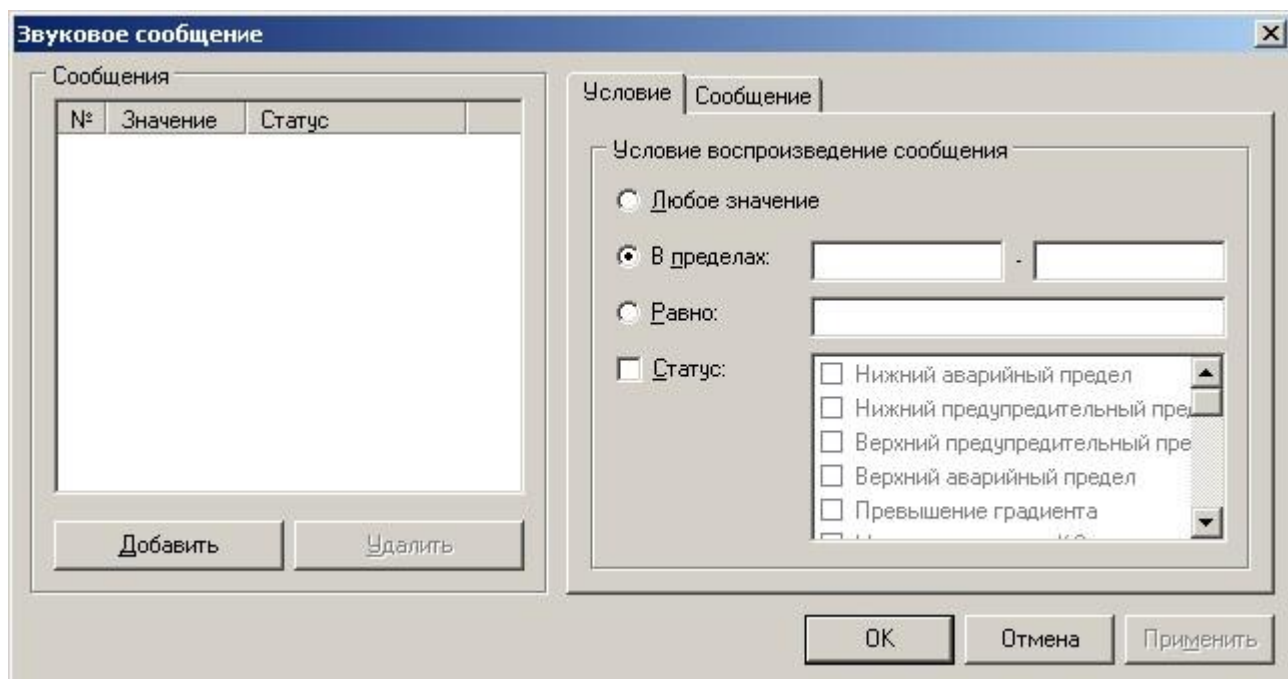 Звуковое сообщение
Сообщения
№ Значение Статус
Добавить Удалить
Условие Сообщение
Условие воспроизведение сообщения
Любое значение
В пределах: -
Равно:
Статус:
Нижний аварийный предел
Нижний предупредительный пред
Верхний предупредительный пре
Верхний аварийный предел
Превышение градиента
OK Отмена Применить